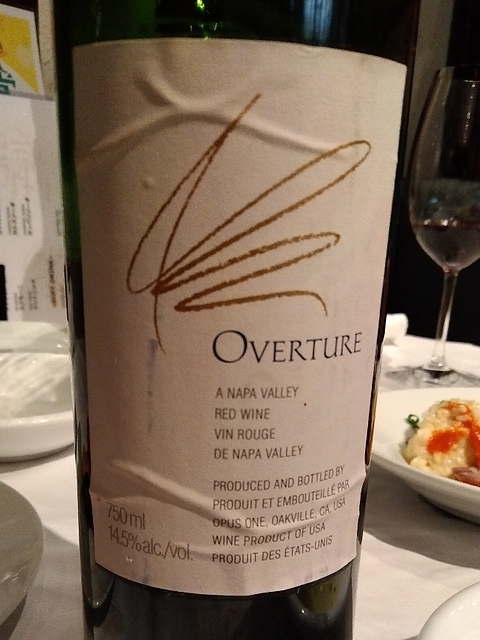 OVERTURE
A NAPA VALLEY
RED WINE
VIN ROUGE
DE NAPA VALLEY
PRODUCED AND BOTTLED BY
PRODUIT ET EMBOUTEILLÉ PAR
OPUS ONE, OAKVILLE, CA, USA
WINE PRODUCT OF USA
PRODUIT DES ÉTATS-UNIS
750 ml
14.5% alc./vol.